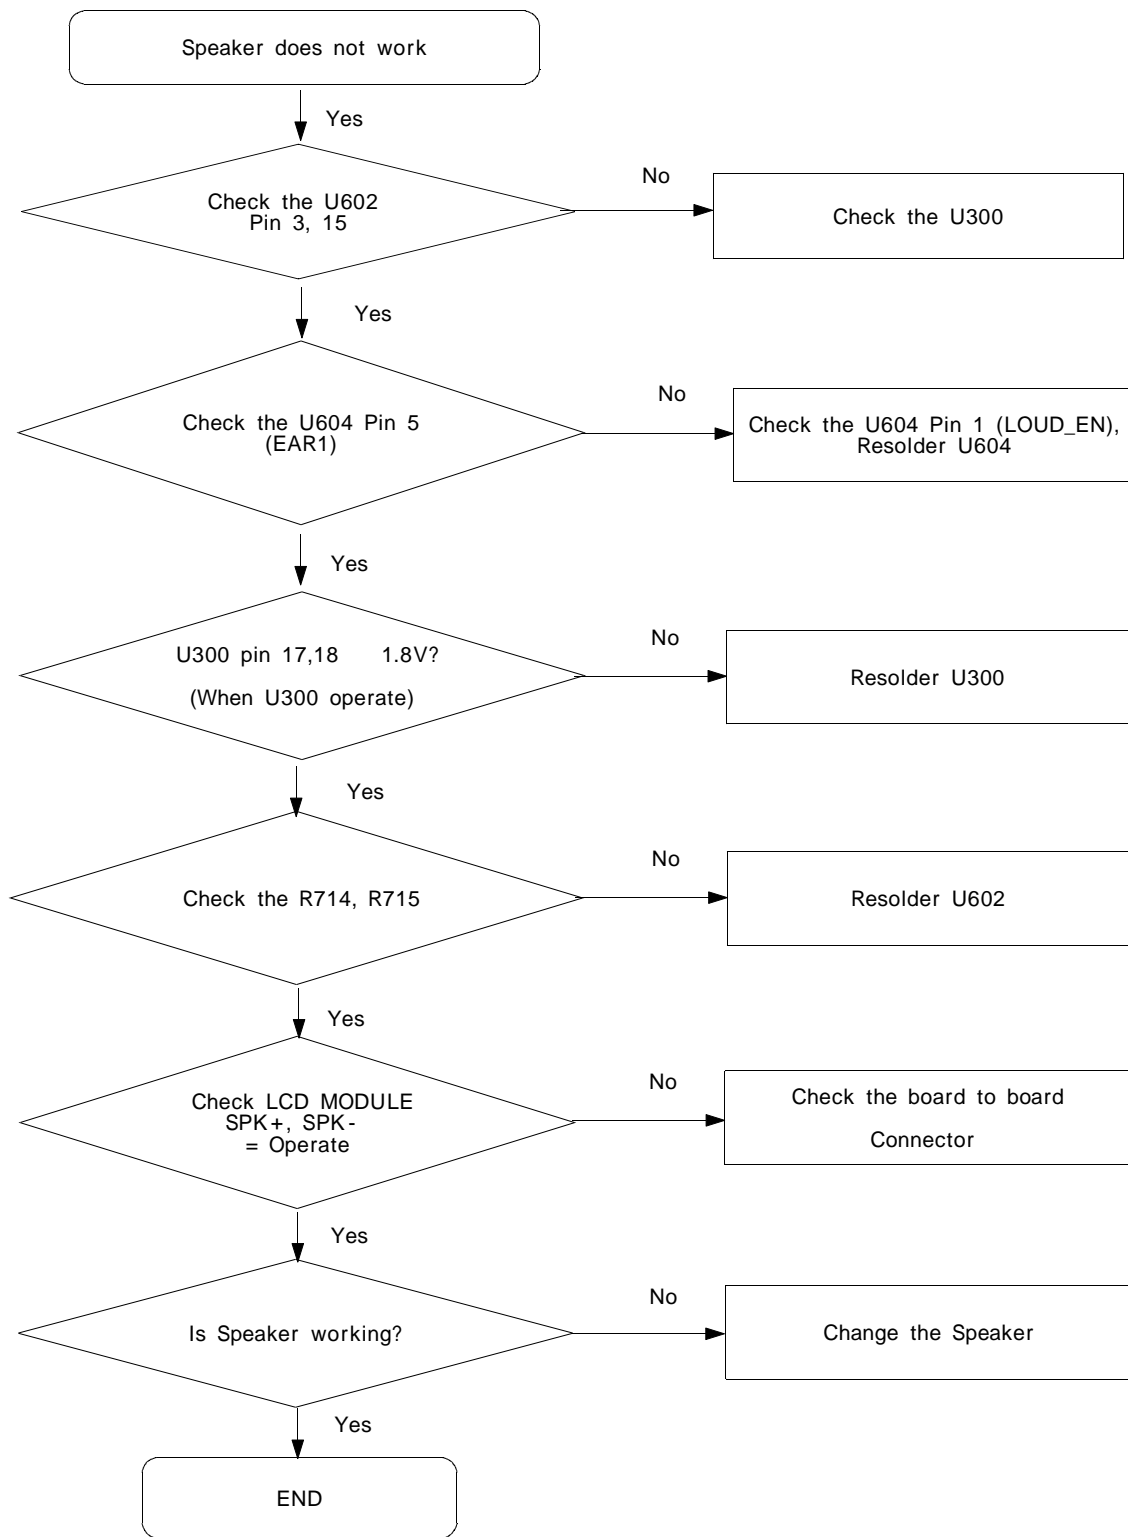 Speaker does not work
Yes
Check the U602
Pin 3, 15
No
Check the U300
Yes
Check the U604 Pin 5
(EAR1)
No
Check the U604 Pin 1 (LOUD_EN),
Resolder U604
Yes
U300 pin 17,18 1.8V?
(When U300 operate)
No
Resolder U300
Yes
Check the R714, R715
No
Resolder U602
Yes
Check LCD MODULE
SPK+, SPK-
= Operate
No
Check the board to board
Connector
Yes
Is Speaker working?
No
Change the Speaker
Yes
END